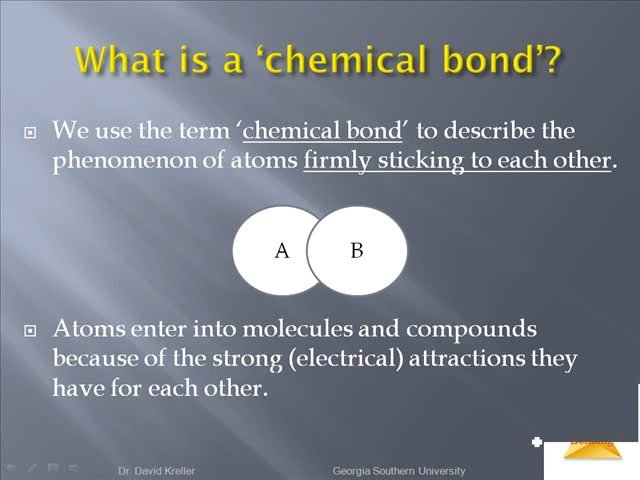 What is a ‘chemical bond’?
We use the term ‘chemical bond’ to describe the
phenomenon of atoms firmly sticking to each other.
A B
Atoms enter into molecules and compounds
because of the strong (electrical) attractions they
have for each other.
Dr. David Kreller Georgia Southern University